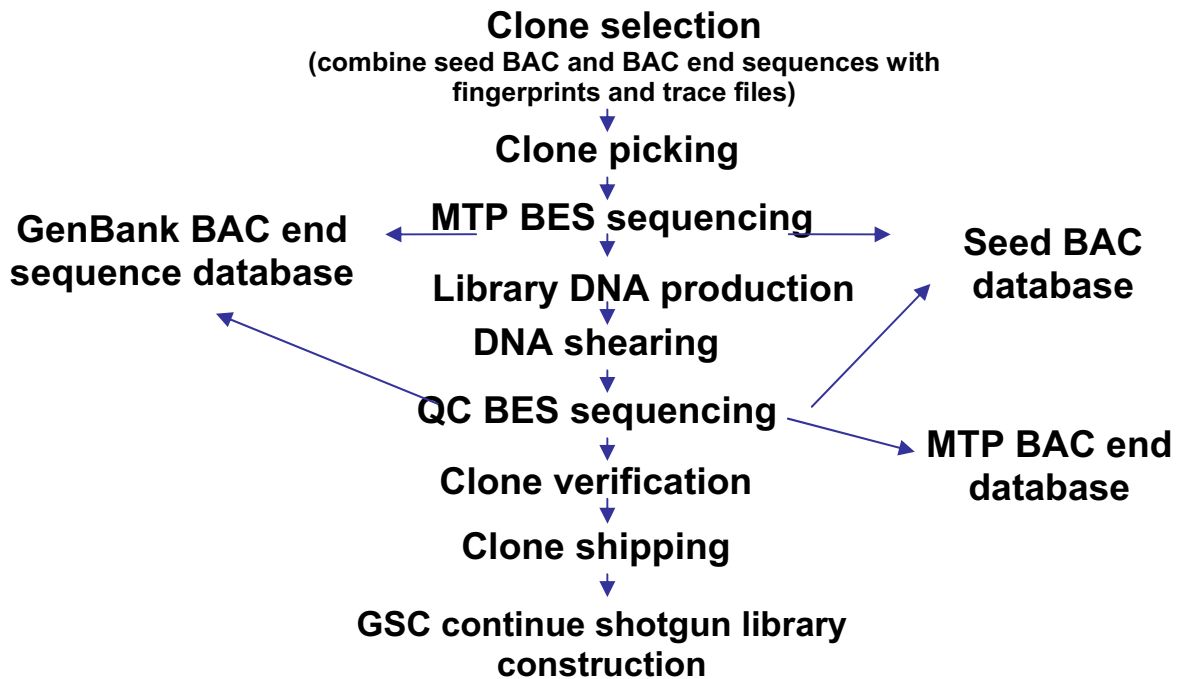 Clone selection
(combine seed BAC and BAC end sequences with
fingerprints and trace files)
Clone picking
MTP BES sequencing
GenBank BAC end
sequence database
Seed BAC
database
Library DNA production
DNA shearing
QC BES sequencing
MTP BAC end
database
Clone verification
Clone shipping
GSC continue shotgun library
construction